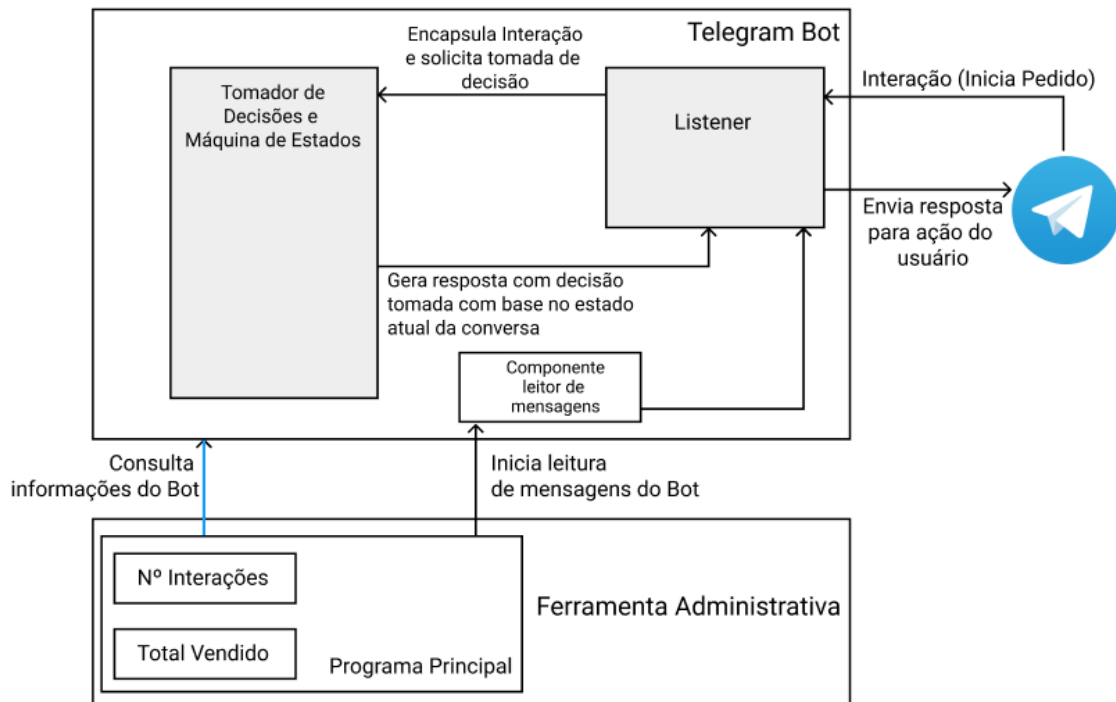 Telegram Bot
Encapsula Interação
e solicita tomada de
decisão
Tomador de
Decisões e
Máquina de Estados
Listener
Interação (Inicia Pedido)
Envia resposta
para ação do
usuário
Gera resposta com decisão
tomada com base no estado
atual da conversa
Componente
leitor de
mensagens
Consulta
informações do Bot
Inicia leitura
de mensagens do Bot
Nº Interações
Total Vendido
Programa Principal
Ferramenta Administrativa